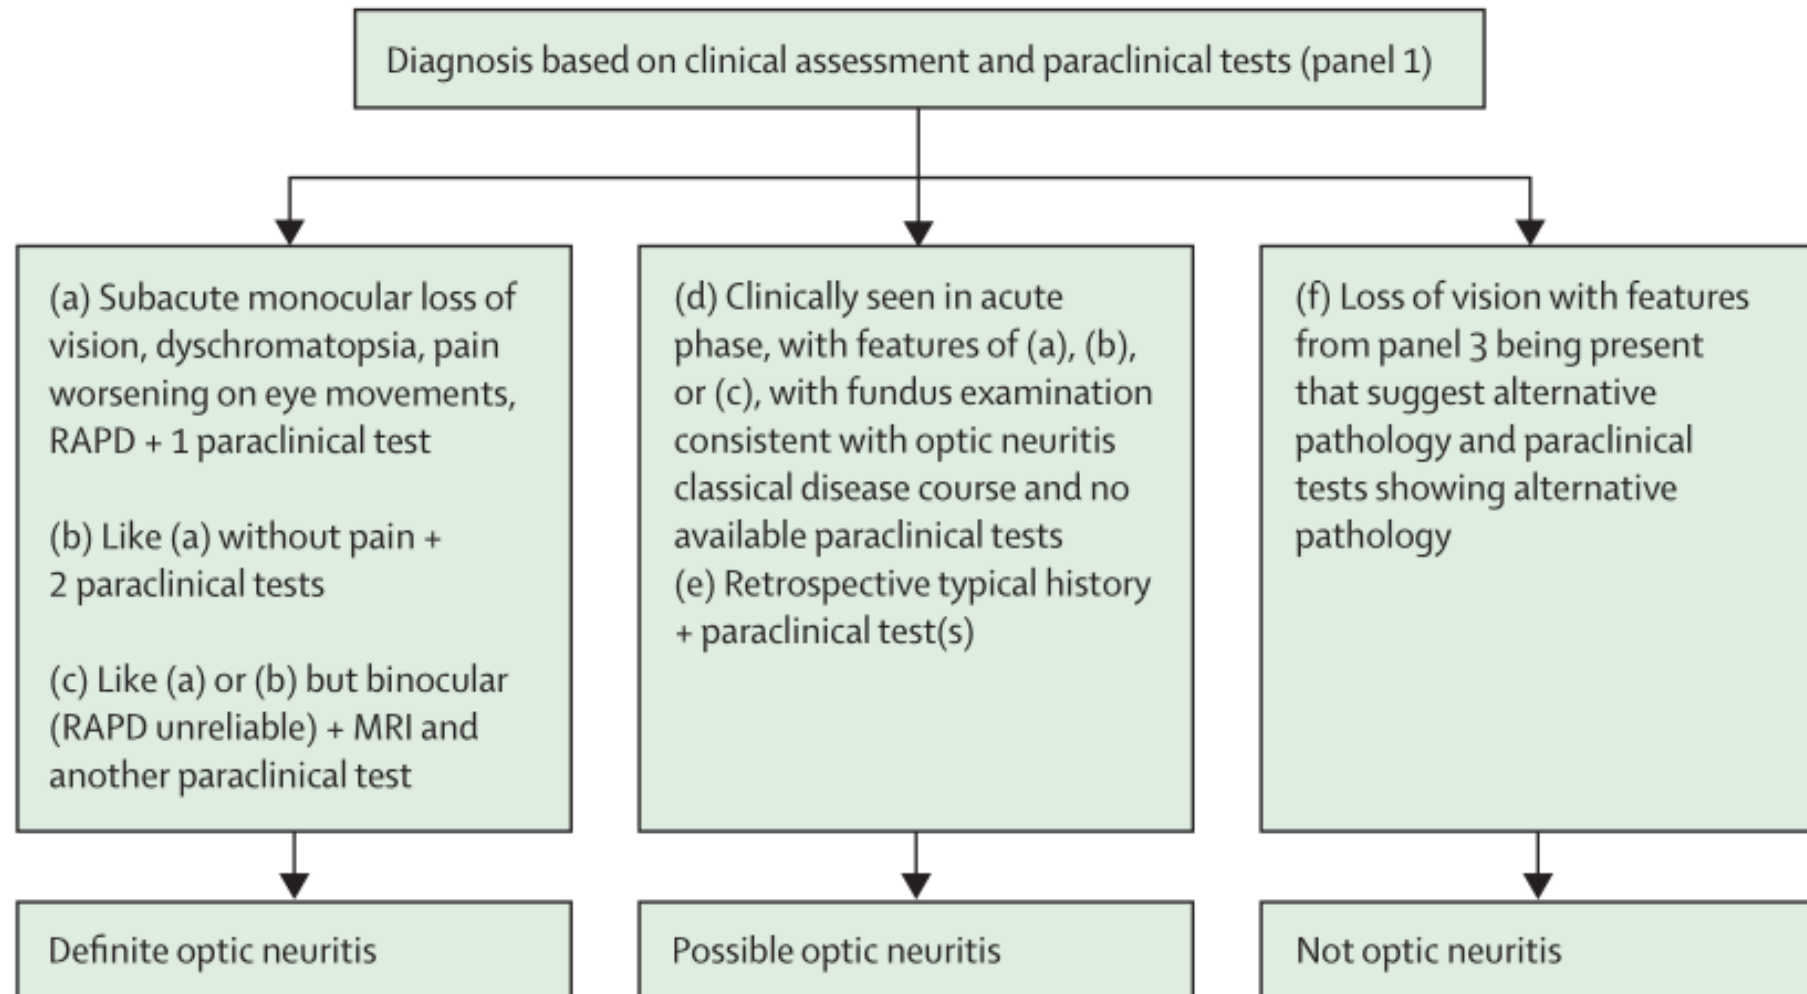 Diagnosis based on clinical assessment and paraclinical tests (panel 1)
(a) Subacute monocular loss of
vision, dyschromatopsia, pain
worsening on eye movements,
RAPD + 1 paraclinical test
(b) Like (a) without pain +
2 paraclinical tests
(c) Like (a) or (b) but binocular
(RAPD unreliable) + MRI and
another paraclinical test
(d) Clinically seen in acute
phase, with features of (a), (b),
or (c), with fundus examination
consistent with optic neuritis
classical disease course and no
available paraclinical tests
(e) Retrospective typical history
+ paraclinical test(s)
(f) Loss of vision with features
from panel 3 being present
that suggest alternative
pathology and paraclinical
tests showing alternative
pathology
Definite optic neuritis
Possible optic neuritis
Not optic neuritis